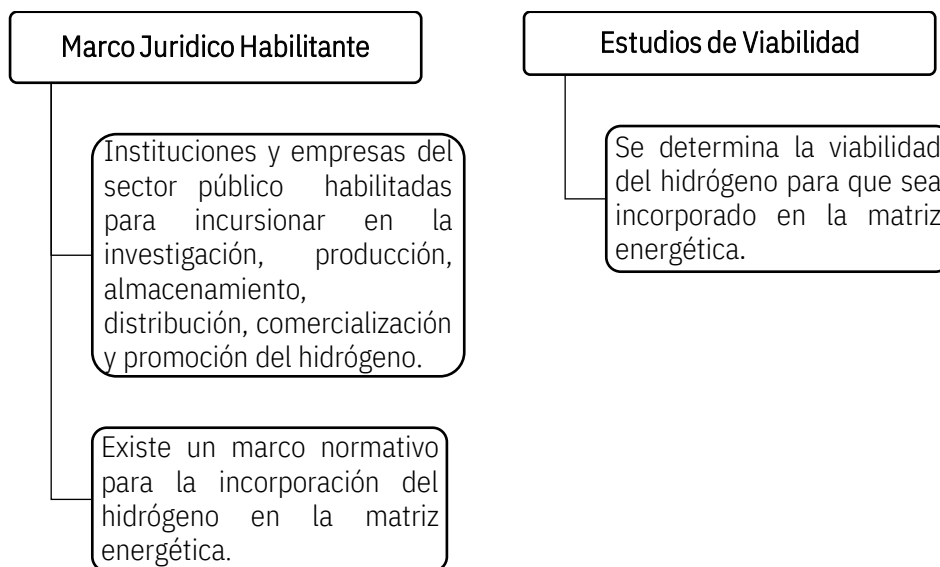 Marco Juridico Habilitante
Instituciones y empresas del
sector público habilitadas
para incursionar en la
investigación, producción,
almacenamiento,
distribución, comercialización
y promoción del hidrógeno.
Existe un marco normativo
para la incorporación del
hidrógeno en la matriz
energética.
Estudios de Viabilidad
Se determina la viabilidad
del hidrógeno para que sea
incorporado en la matriz
energética.